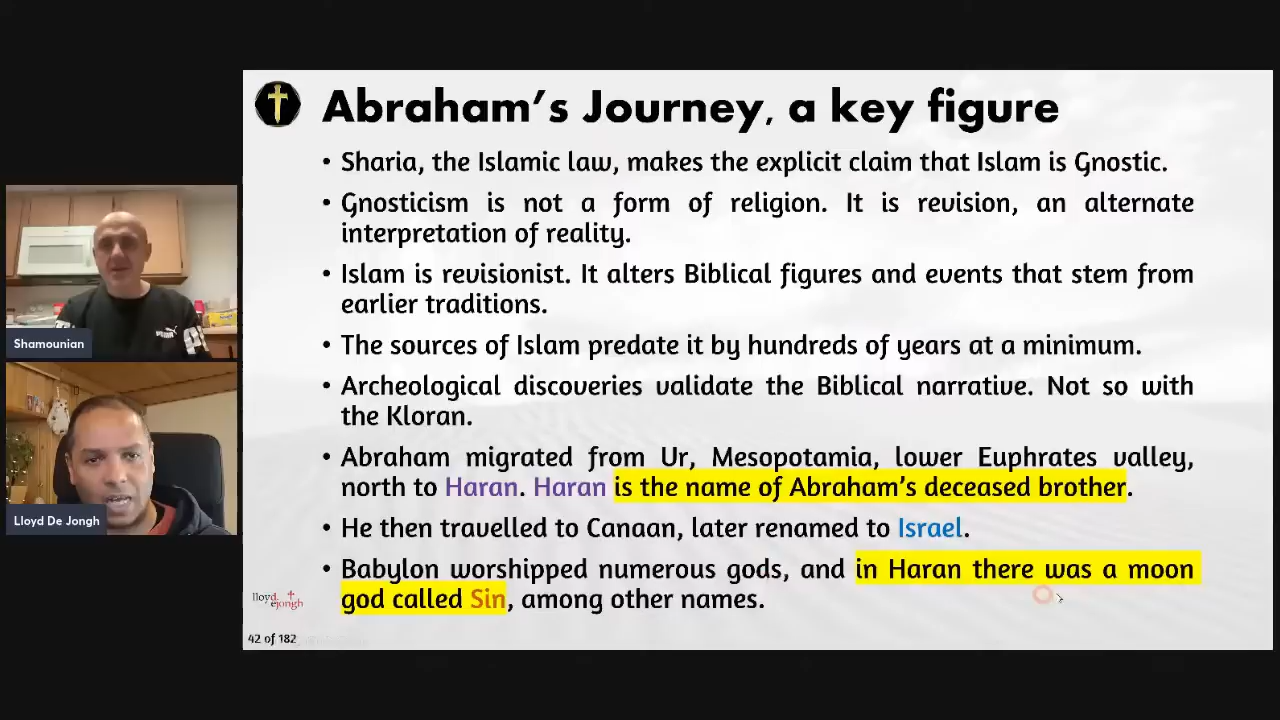 Abraham's Journey, a key figure
• Sharia, the Islamic law, makes the explicit claim that Islam is Gnostic.
• Gnosticism is not a form of religion. It is revision, an alternate
interpretation of reality.
• Islam is revisionist. It alters Biblical figures and events that stem from
earlier traditions.
• The sources of Islam predate it by hundreds of years at a minimum.
• Archeological discoveries validate the Biblical narrative. Not so with
the Kloran.
• Abraham migrated from Ur, Mesopotamia, lower Euphrates valley,
north to Haran. Haran is the name of Abraham's deceased brother.
• He then travelled to Canaan, later renamed to Israel.
• Babylon worshipped numerous gods, and in Haran there was a moon
god called Sin, among other names.
lloyd
ejongh
42 of 182
Shamounian
Lloyd De Jongh